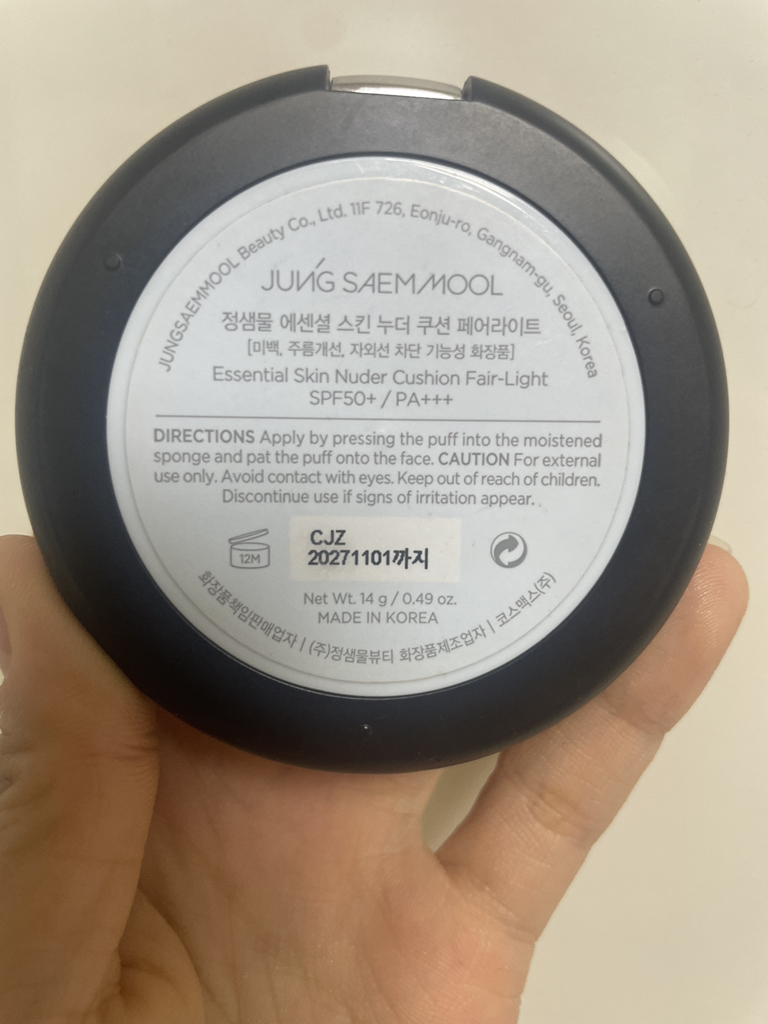 JUNGSAEMMOOL Beauty Co., Ltd. 11F 726, Eonju-ro, Gangnam-gu, Seoul, Korea
JUNG SAEMMOOL
정샘물 에센셜 스킨 누더 쿠션 페어라이트
[미백, 주름개선, 자외선 차단 기능성 화장품]
Essential Skin Nuder Cushion Fair-Light
SPF50+ / PA+++
DIRECTIONS Apply by pressing the puff into the moistened
sponge and pat the puff onto the face. CAUTION For external
use only. Avoid contact with eyes. Keep out of reach of children.
Discontinue use if signs of irritation appear.
12M
CJZ
20271101까지
Net Wt. 14 g / 0.49 oz.
MADE IN KOREA
화장품책임판매업자 | (주)정샘물뷰티 화장품제조업자 | 코스맥스(주)